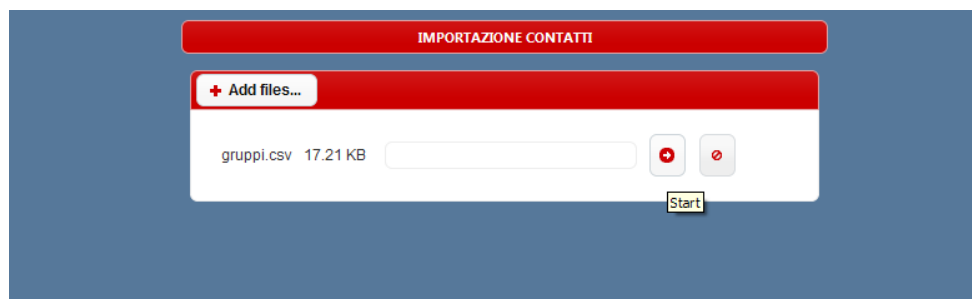 IMPORTAZIONE CONTATTI
Add files...
gruppi.csv 17.21 KB
Start